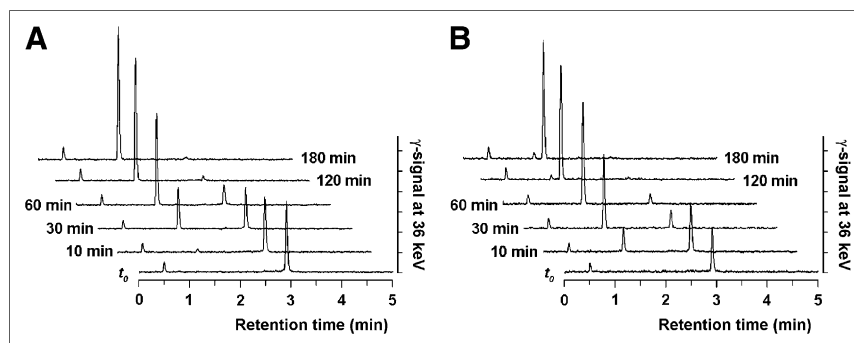 A
180 min
120 min
60 min
30 min
10 min
t₀
0 1 2 3 4 5
Retention time (min)
γ-signal at 36 keV
B
180 min
120 min
60 min
30 min
10 min
t₀
0 1 2 3 4 5
Retention time (min)
γ-signal at 36 keV